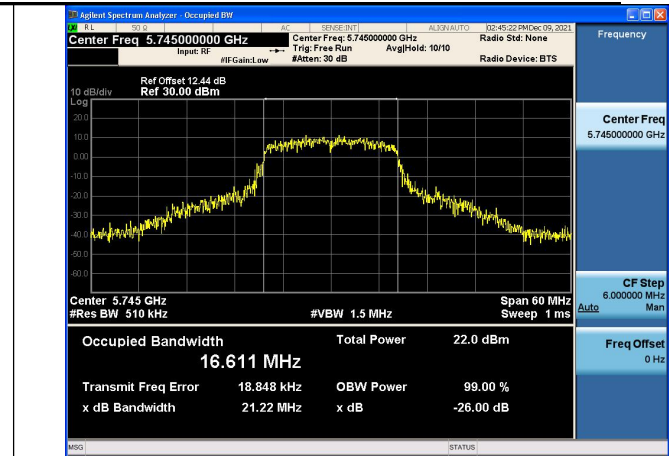 Agilent Spectrum Analyzer - Occupied BW
RL 50 Ω AC SENSE:INT ALIGN AUTO 02:45:22 PM Dec 09, 2021
Center Freq 5.745000000 GHz Center Freq: 5.745000000 GHz Radio Std: None
Input: RF Trig: Free Run Avg|Hold: 10/10
#IFGain:Low #Atten: 30 dB Radio Device: BTS
Frequency
Ref Offset 12.44 dB
10 dB/div Ref 30.00 dBm
Log
20.0
10.0
0.00
-10.0
-20.0
-30.0
-40.0
-50.0
-60.0
Center Freq
5.745000000 GHz
Center 5.745 GHz Span 60 MHz
#Res BW 510 kHz #VBW 1.5 MHz Sweep 1 ms
CF Step
6.000000 MHz
Auto Man
Occupied Bandwidth Total Power 22.0 dBm
16.611 MHz
Transmit Freq Error 18.848 kHz OBW Power 99.00 %
x dB Bandwidth 21.22 MHz x dB -26.00 dB
Freq Offset
0 Hz
MSG STATUS